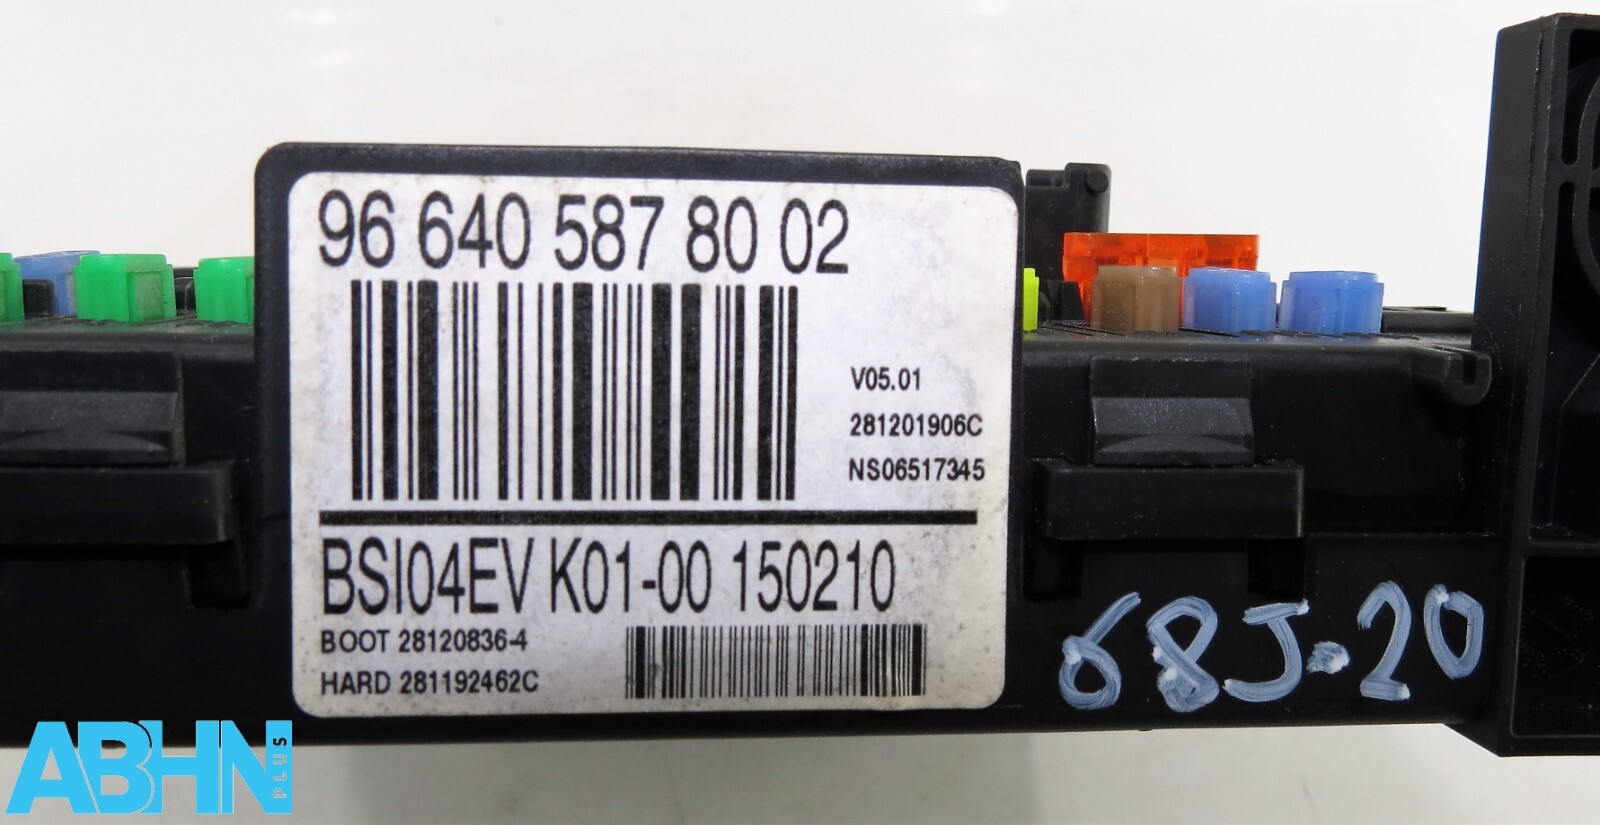 96 640 587 80 02
V05.01
281201906C
NS06517345
BSI04EV K01-00 150210
BOOT 28120836-4
HARD 281192462C
68J.20
ABHN PLUS